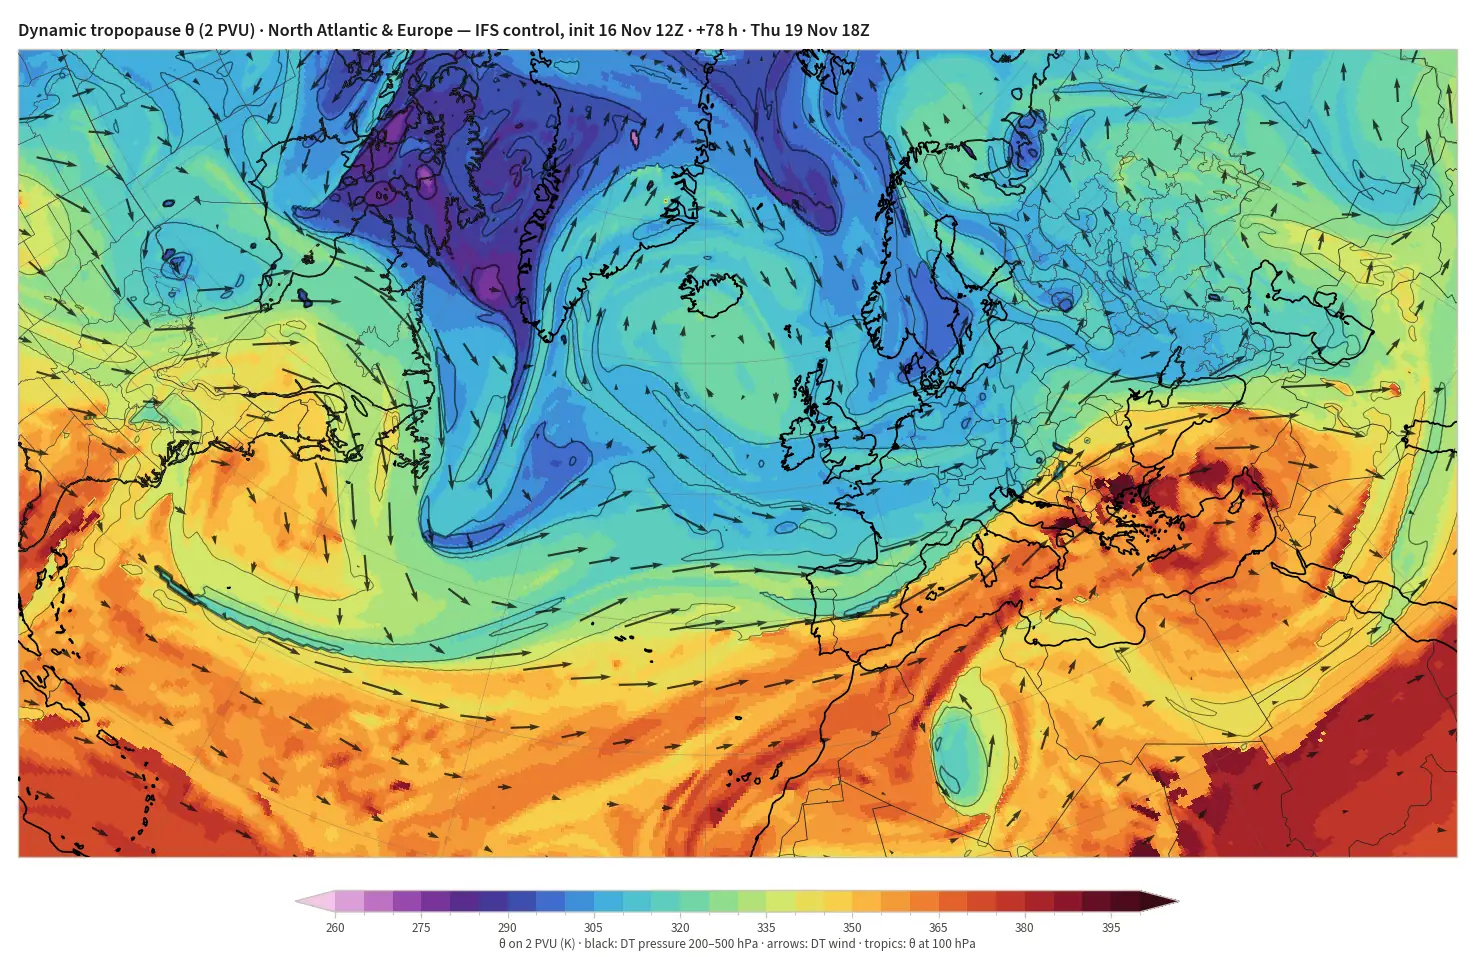 Dynamic tropopause θ (2 PVU) · North Atlantic & Europe — IFS control, init 16 Nov 12Z · +78 h · Thu 19 Nov 18Z
260 275 290 305 320 335 350 365 380 395
θ on 2 PVU (K) · black: DT pressure 200–500 hPa · arrows: DT wind · tropics: θ at 100 hPa